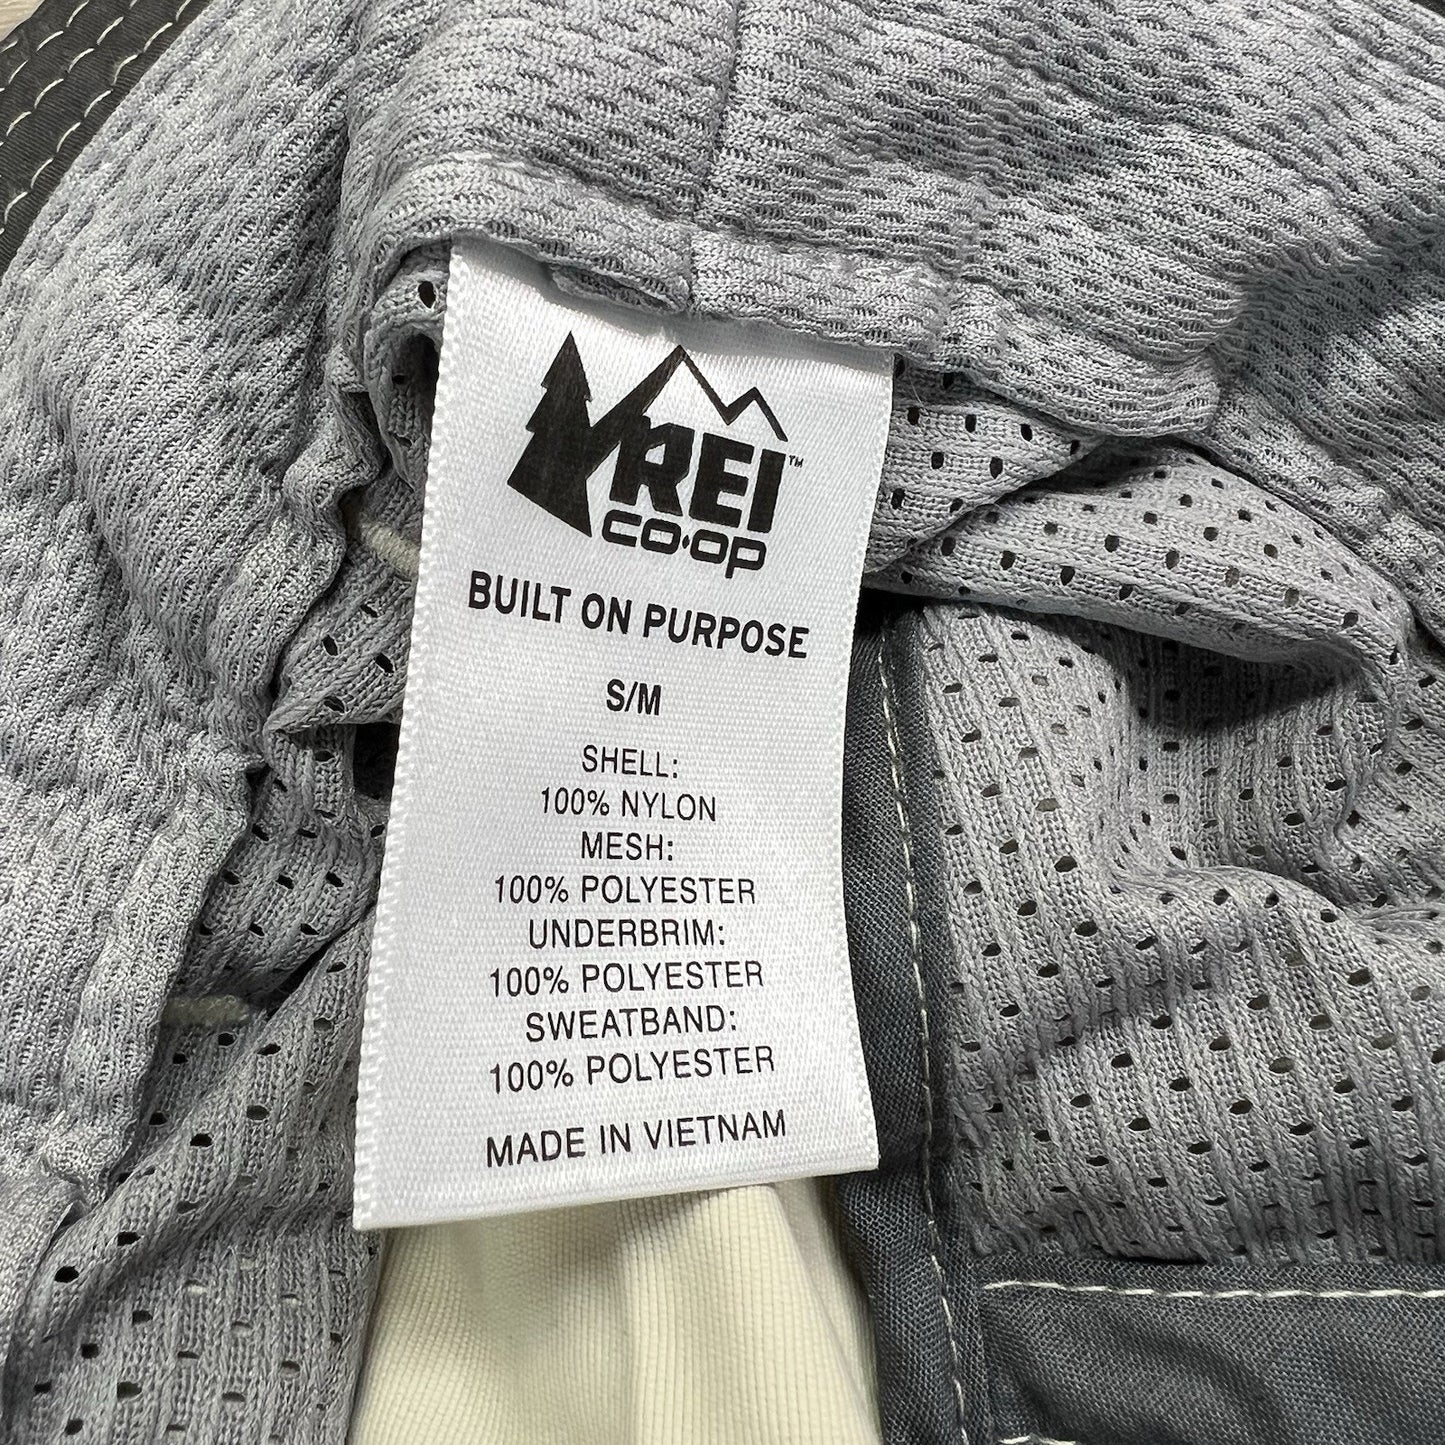 REI™
CO·OP
BUILT ON PURPOSE
S/M
SHELL:
100% NYLON
MESH:
100% POLYESTER
UNDERBRIM:
100% POLYESTER
SWEATBAND:
100% POLYESTER
MADE IN VIETNAM